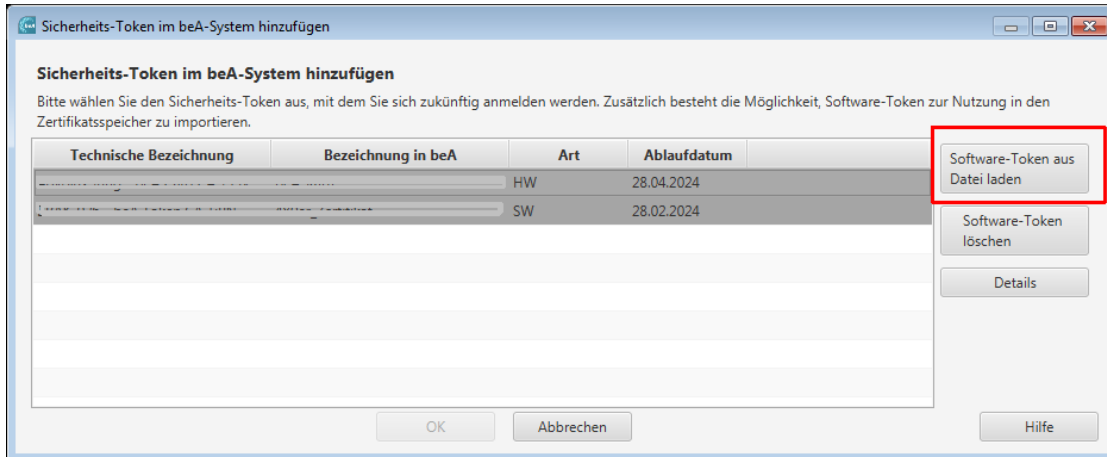 Sicherheits-Token im beA-System hinzufügen
Sicherheits-Token im beA-System hinzufügen
Bitte wählen Sie den Sicherheits-Token aus, mit dem Sie sich zukünftig anmelden werden. Zusätzlich besteht die Möglichkeit, Software-Token zur Nutzung in den
Zertifikatsspeicher zu importieren.
Technische Bezeichnung Bezeichnung in beA Art Ablaufdatum
HW 28.04.2024
SW 28.02.2024
Software-Token aus
Datei laden
Software-Token
löschen
Details
OK Abbrechen Hilfe